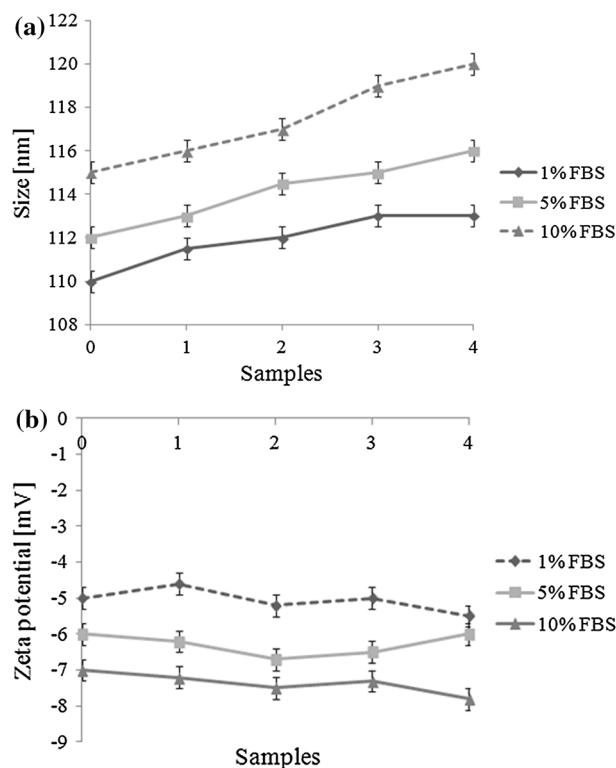 (a)
122
120
118
116
114
112
110
108
Size [nm]
0 1 2 3 4
Samples
1% FBS
5% FBS
10% FBS
(b)
0
-1
-2
-3
-4
-5
-6
-7
-8
-9
Zeta potential [mV]
0 1 2 3 4
Samples
1% FBS
5% FBS
10% FBS